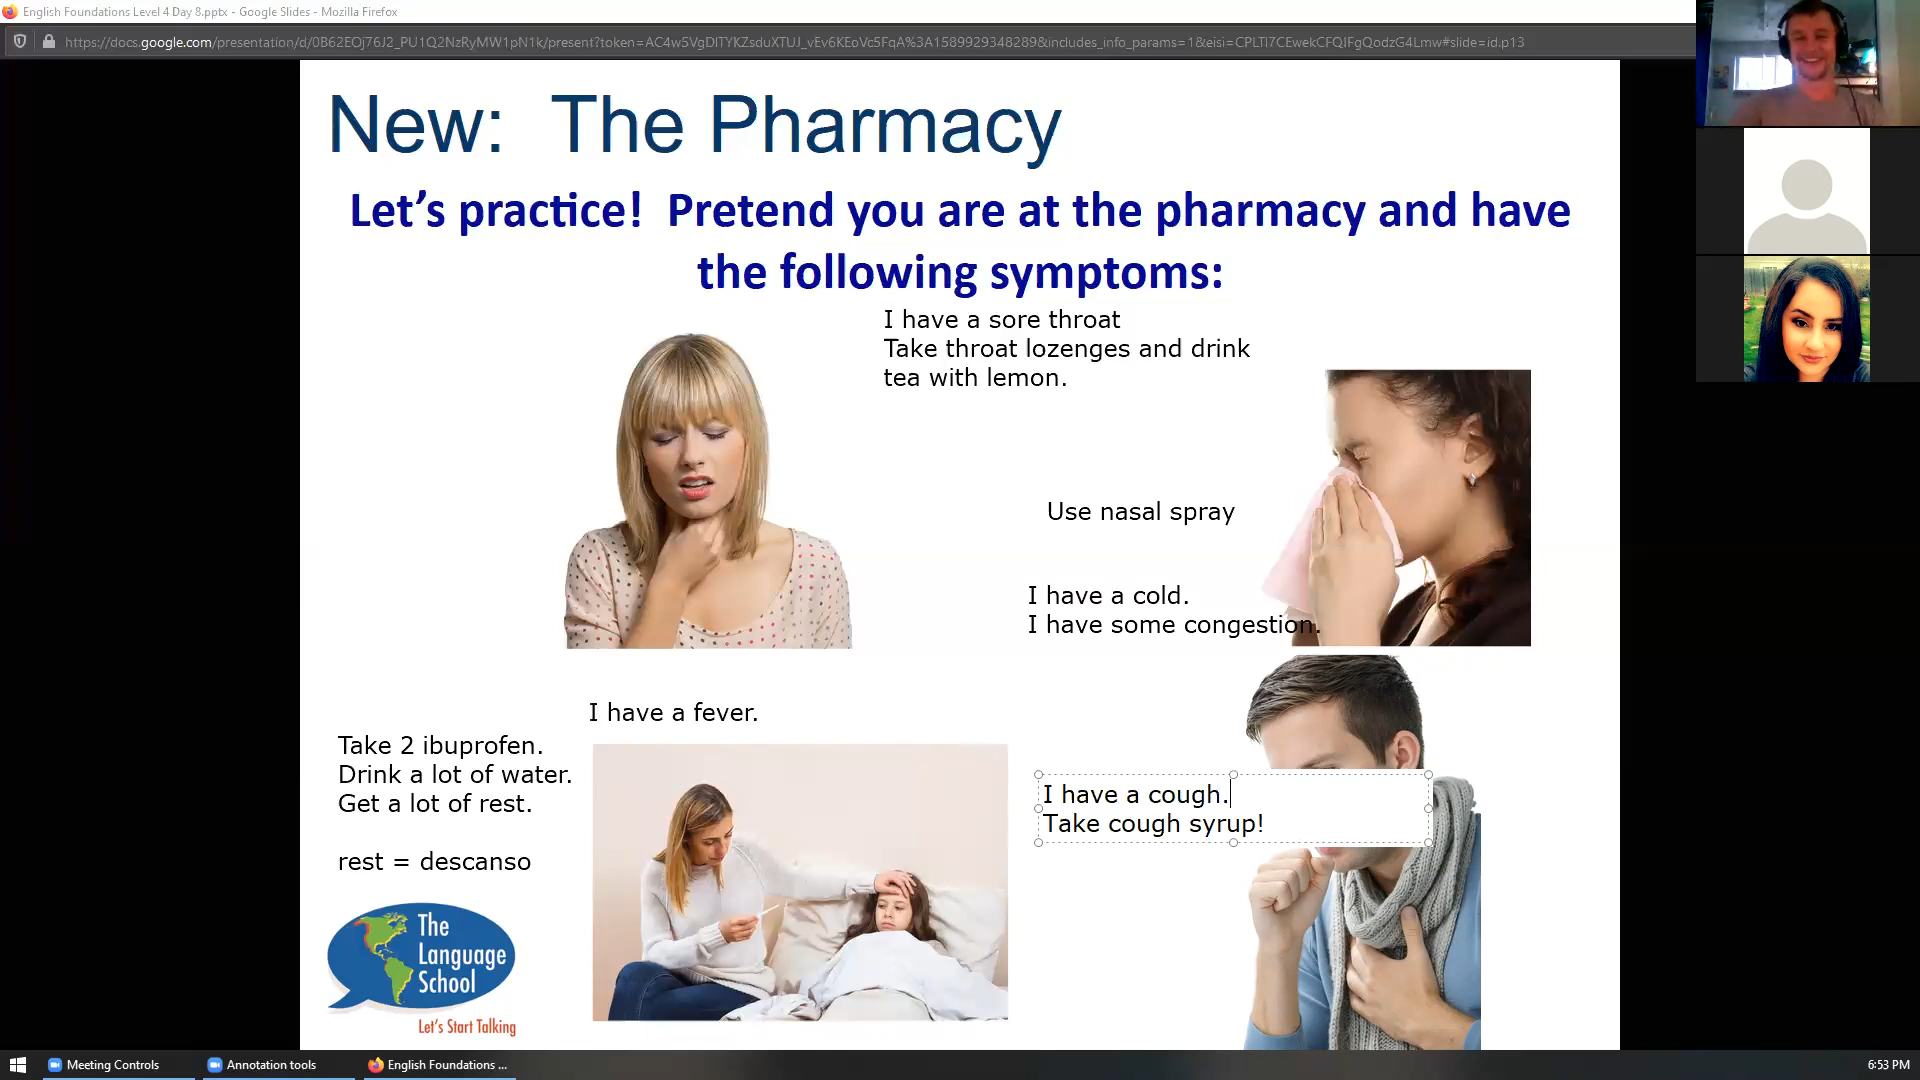 English Foundations Level 4 Day 8.pptx - Google Slides - Mozilla Firefox
https://docs.google.com/presentation/d/0B62EOj76J2_PU1Q2NzRyMW1pN1k/present?token=AC4w5VgDlTYKZsduXTUJ_vEv6KEoVc5FqA%3A1589929348289&includes_info_params=1&eisi=CPLTl7CEwekCFQIFgQodzG4Lmw#slide=id.p13
New: The Pharmacy
Let’s practice! Pretend you are at the pharmacy and have
the following symptoms:
I have a sore throat
Take throat lozenges and drink
tea with lemon.
Use nasal spray
I have a cold.
I have some congestion.
I have a fever.
Take 2 ibuprofen.
Drink a lot of water.
Get a lot of rest.
rest = descanso
I have a cough.
Take cough syrup!
The
Language
School
Let's Start Talking
Meeting Controls
Annotation tools
English Foundations ...
6:53 PM